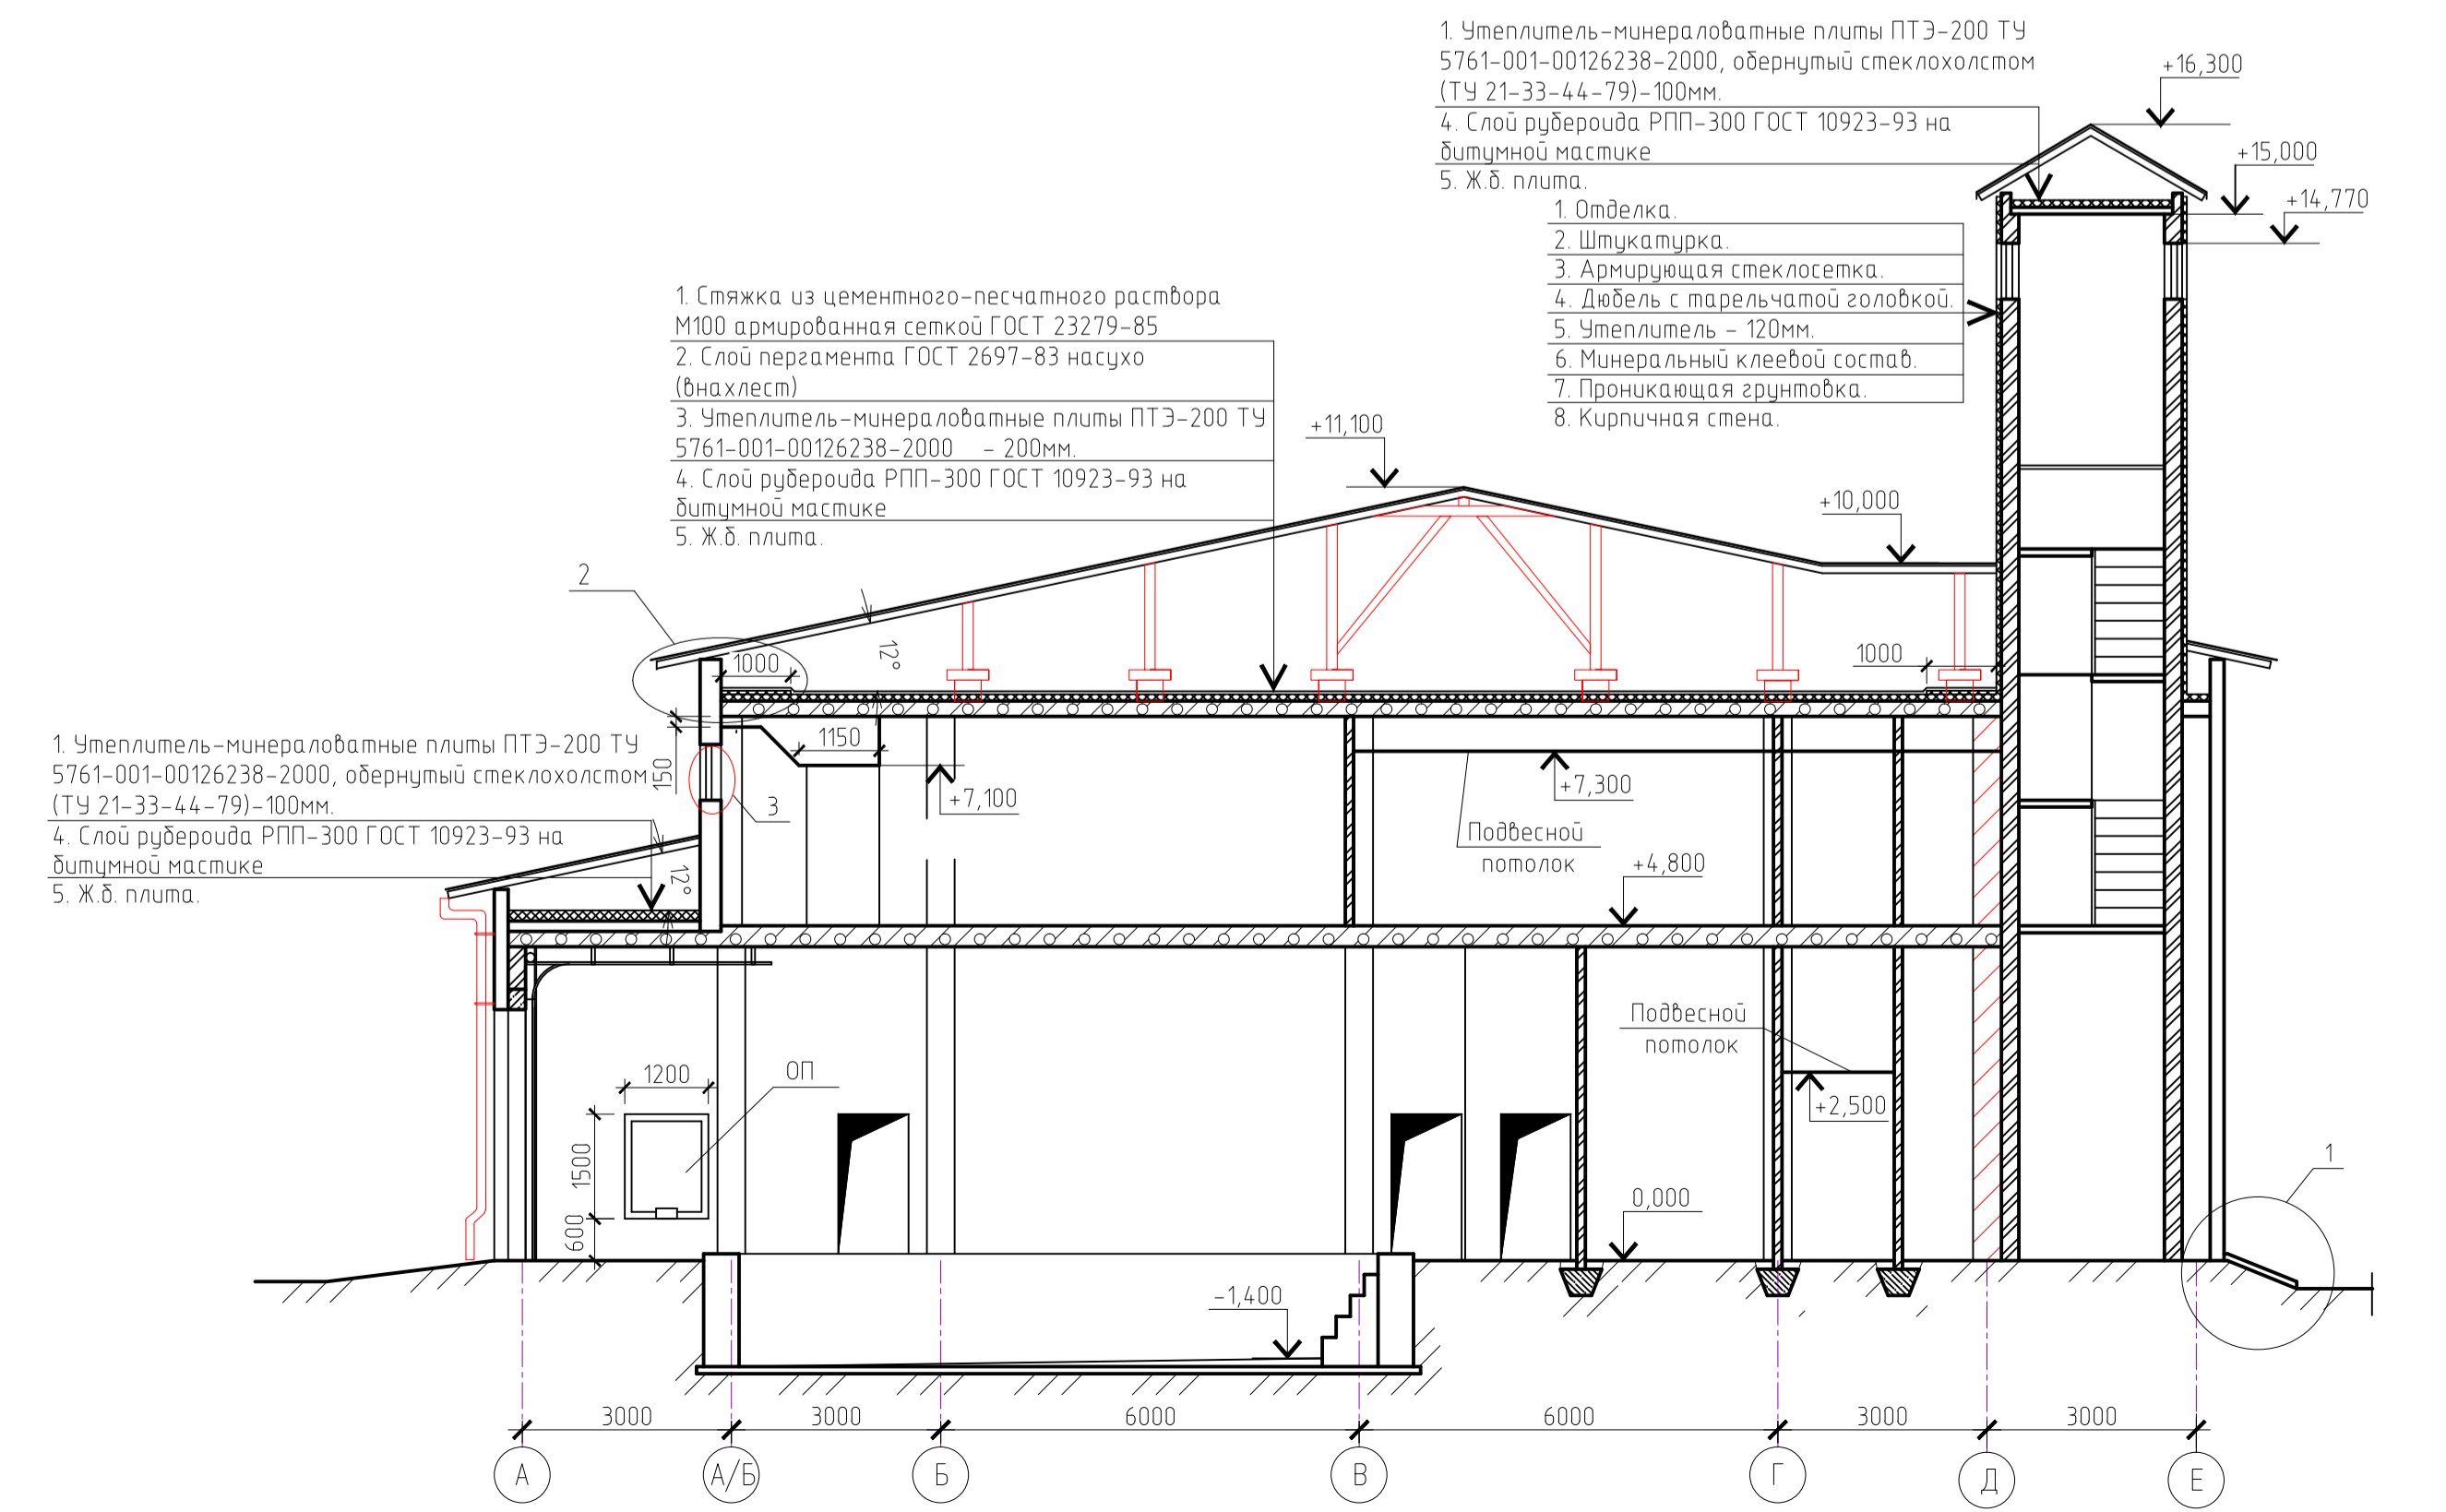 1. Утеплитель-минераловатные плиты ПТЭ-200 ТУ
5761-001-00126238-2000, обернутый стеклохолстом
(ТУ 21-33-44-79)-100мм.
4. Слой рубероида РПП-300 ГОСТ 10923-93 на
битумной мастике
5. Ж.б. плита.
+16,300
+15,000
+14,770
1. Отделка.
2. Штукатурка.
3. Армирующая стеклосетка.
4. Дюбель с тарельчатой головкой.
5. Утеплитель - 120мм.
6. Минеральный клеевой состав.
7. Проникающая грунтовка.
8. Кирпичная стена.
1. Стяжка из цементного-песчатного раствора
М100 армированная сеткой ГОСТ 23279-85
2. Слой пергамента ГОСТ 2697-83 насухо
(внахлест)
3. Утеплитель-минераловатные плиты ПТЭ-200 ТУ
5761-001-00126238-2000 - 200мм.
4. Слой рубероида РПП-300 ГОСТ 10923-93 на
битумной мастике
5. Ж.б. плита.
+11,100
+10,000
2
12°
1000
1000
1. Утеплитель-минераловатные плиты ПТЭ-200 ТУ
5761-001-00126238-2000, обернутый стеклохолстом
(ТУ 21-33-44-79)-100мм.
4. Слой рубероида РПП-300 ГОСТ 10923-93 на
битумной мастике
5. Ж.б. плита.
150
12°
1150
3
+7,100
+7,300
Подвесной
потолок
+4,800
Подвесной
потолок
+2,500
1200
ОП
1500
600
0,000
-1,400
1
3000
3000
6000
6000
3000
3000
А
А/Б
Б
В
Г
Д
Е